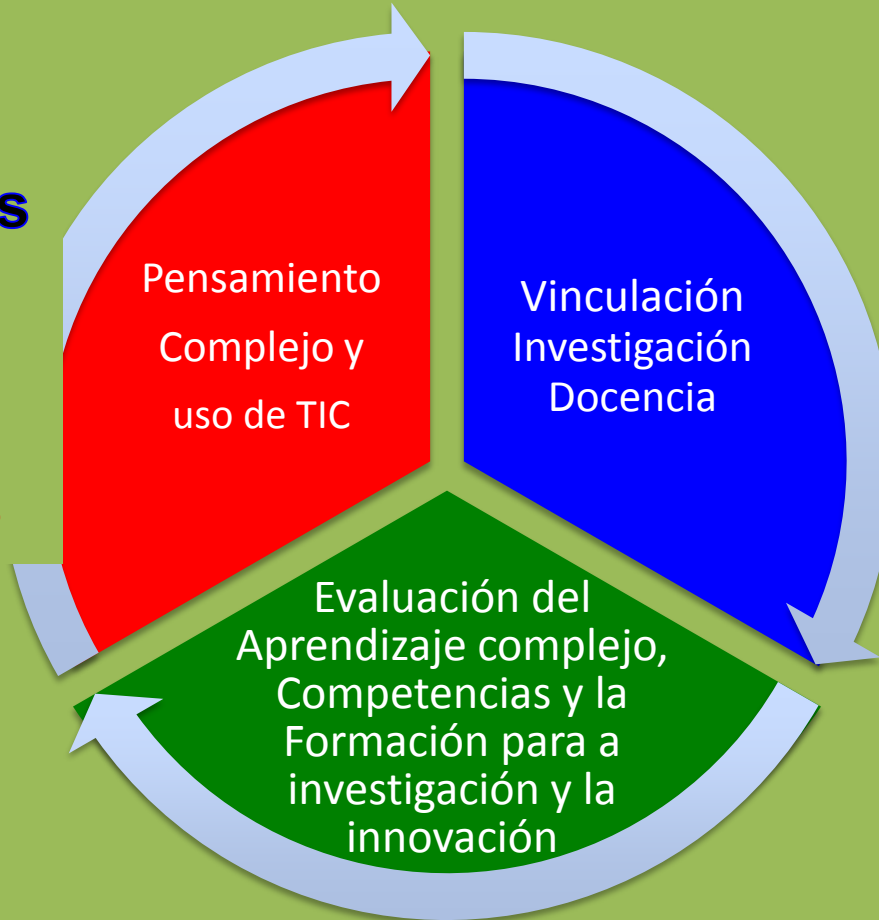 s
Pensamiento
Complejo y
uso de TIC
Vinculación
Investigación
Docencia
Evaluación del
Aprendizaje complejo,
Competencias y la
Formación para a
investigación y la
innovación